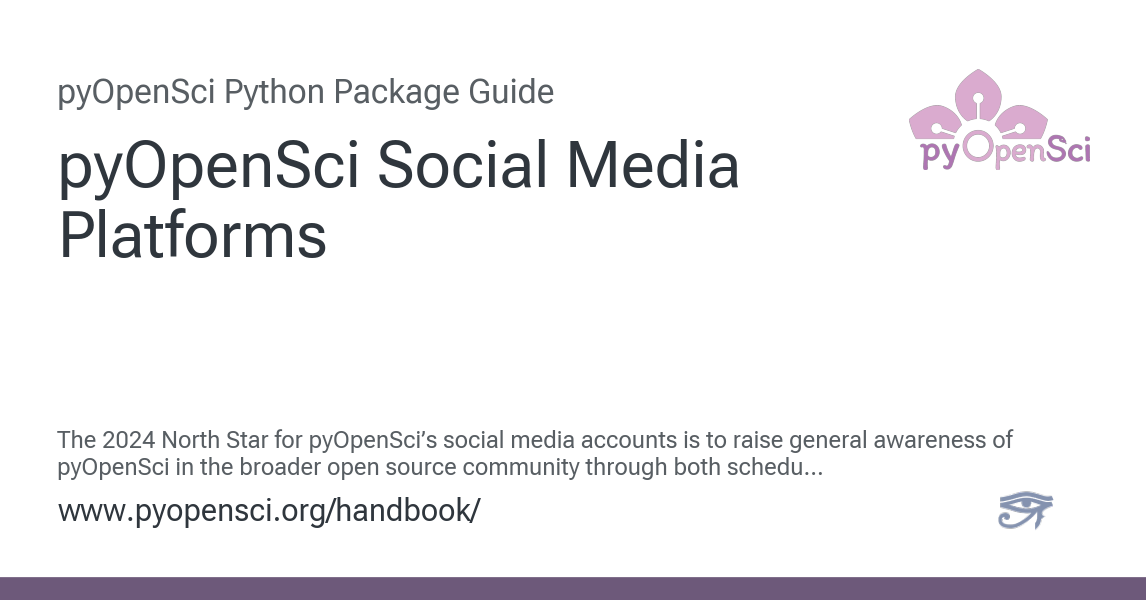 pyOpenSci Python Package Guide
pyOpenSci Social Media
Platforms
pyOpenSci
The 2024 North Star for pyOpenSci’s social media accounts is to raise general awareness of
pyOpenSci in the broader open source community through both schedu...
www.pyopensci.org/handbook/